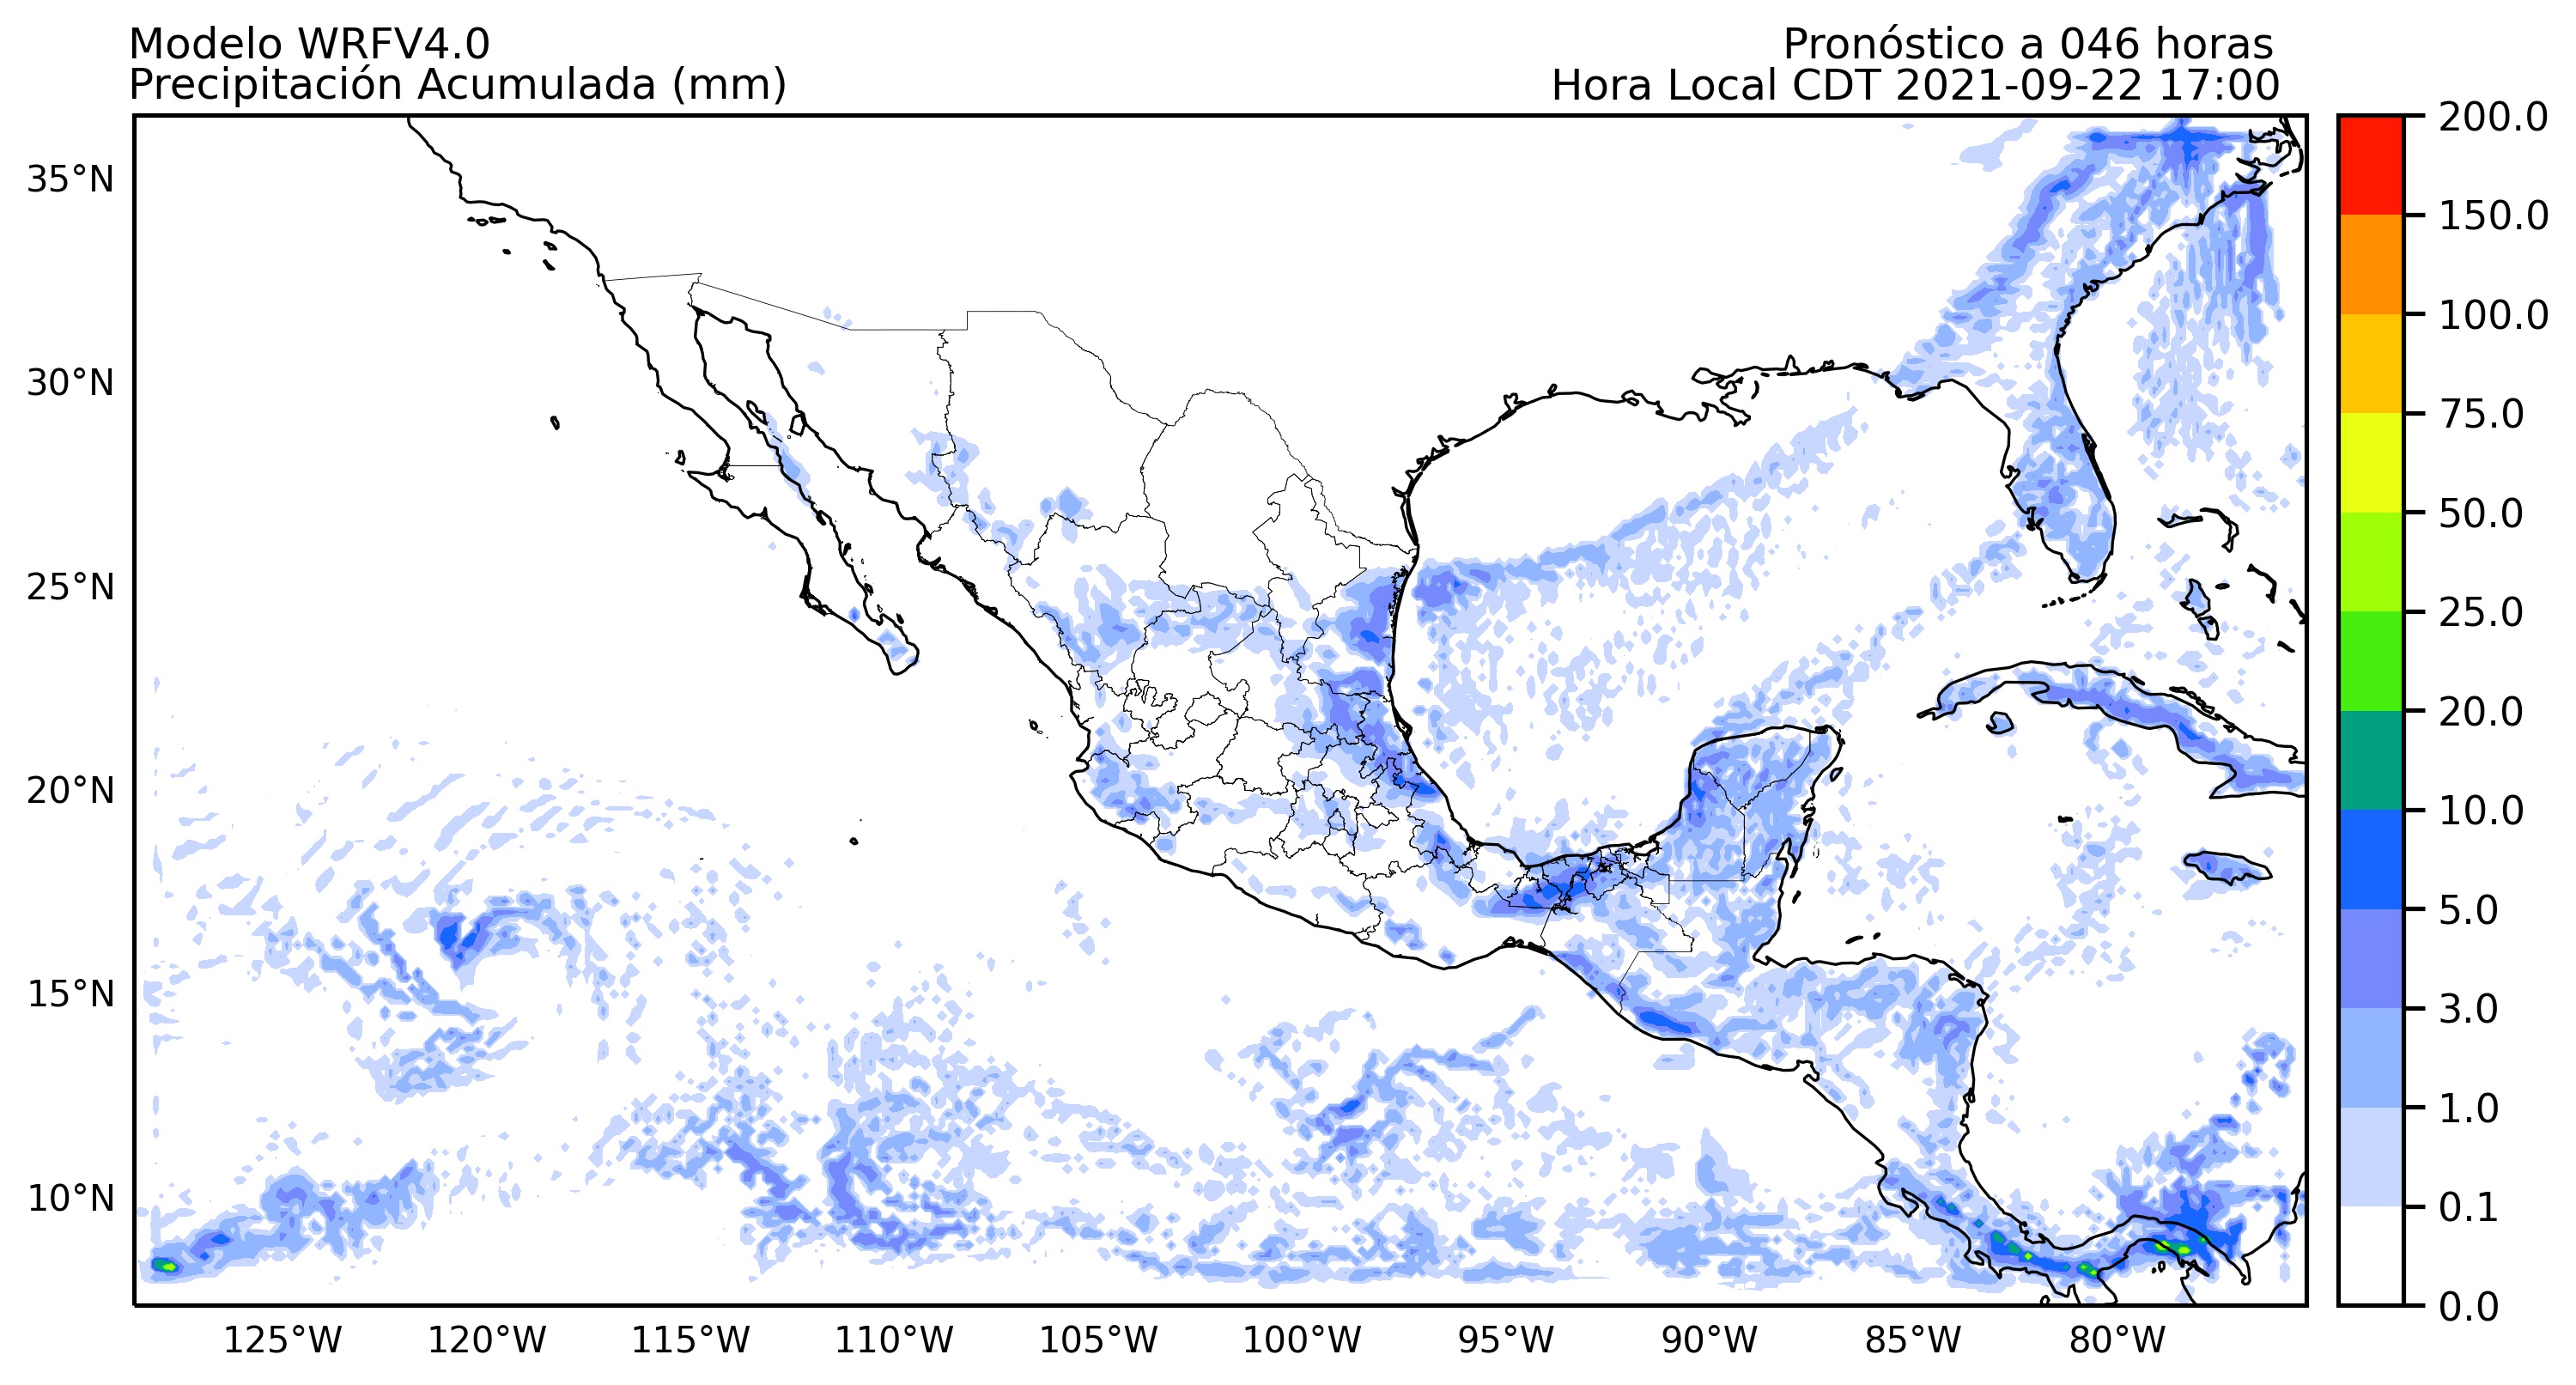 Modelo WRFV4.0
Precipitación Acumulada (mm)
Pronóstico a 046 horas
Hora Local CDT 2021-09-22 17:00
35°N
30°N
25°N
20°N
15°N
10°N
125°W
120°W
115°W
110°W
105°W
100°W
95°W
90°W
85°W
80°W
200.0
150.0
100.0
75.0
50.0
25.0
20.0
10.0
5.0
3.0
1.0
0.1
0.0